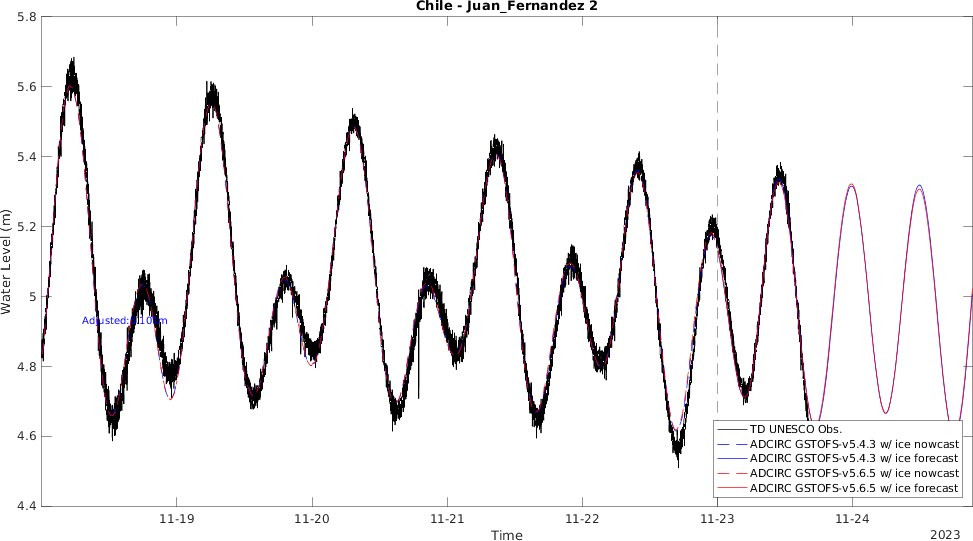 Chile - Juan_Fernandez 2
5.8
5.6
5.4
5.2
5
4.8
4.6
4.4
Water Level (m)
Adjusted:
TD UNESCO Obs.
ADCIRC GSTOFS-v5.4.3 w/ ice nowcast
ADCIRC GSTOFS-v5.4.3 w/ ice forecast
ADCIRC GSTOFS-v5.6.5 w/ ice nowcast
ADCIRC GSTOFS-v5.6.5 w/ ice forecast
11-19
11-20
11-21
11-22
11-23
11-24
Time
2023